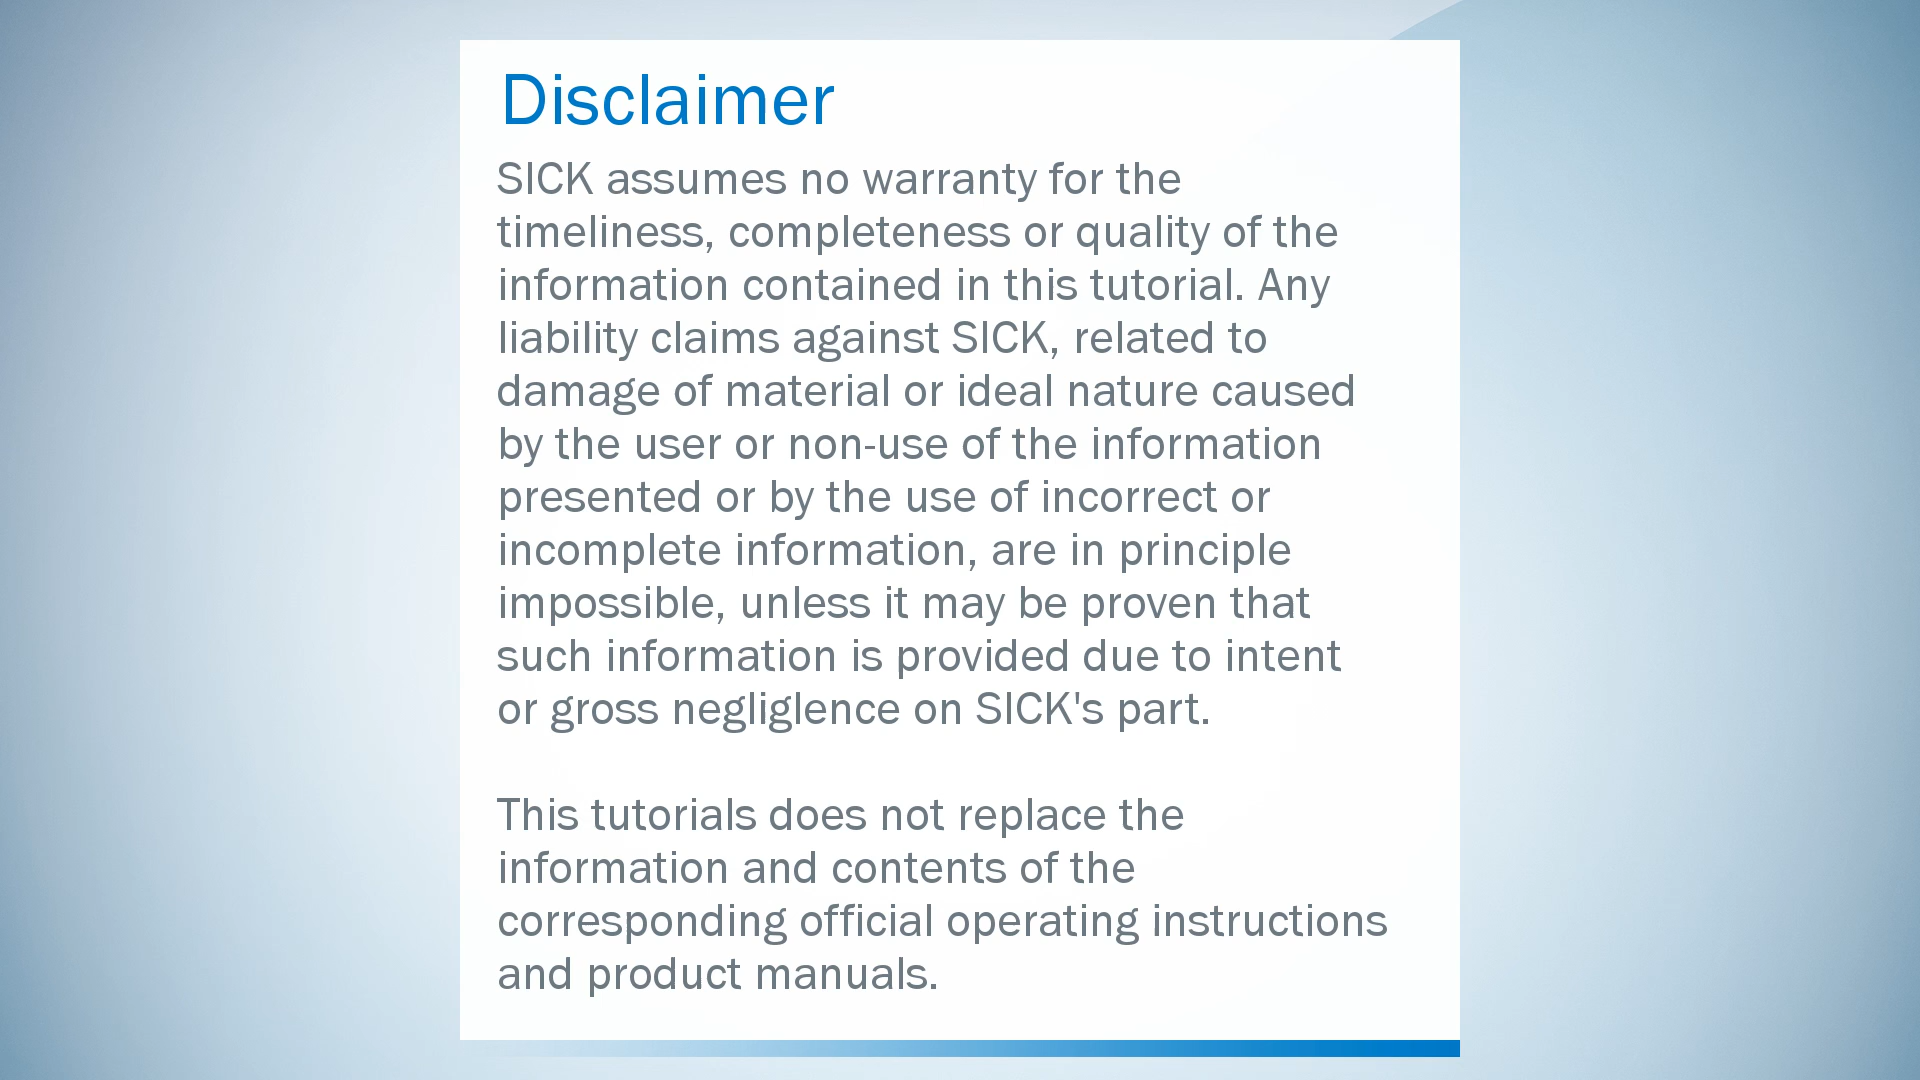 Disclaimer
SICK assumes no warranty for the
timeliness, completeness or quality of the
information contained in this tutorial. Any
liability claims against SICK, related to
damage of material or ideal nature caused
by the user or non-use of the information
presented or by the use of incorrect or
incomplete information, are in principle
impossible, unless it may be proven that
such information is provided due to intent
or gross negliglence on SICK's part.
This tutorials does not replace the
information and contents of the
corresponding official operating instructions
and product manuals.